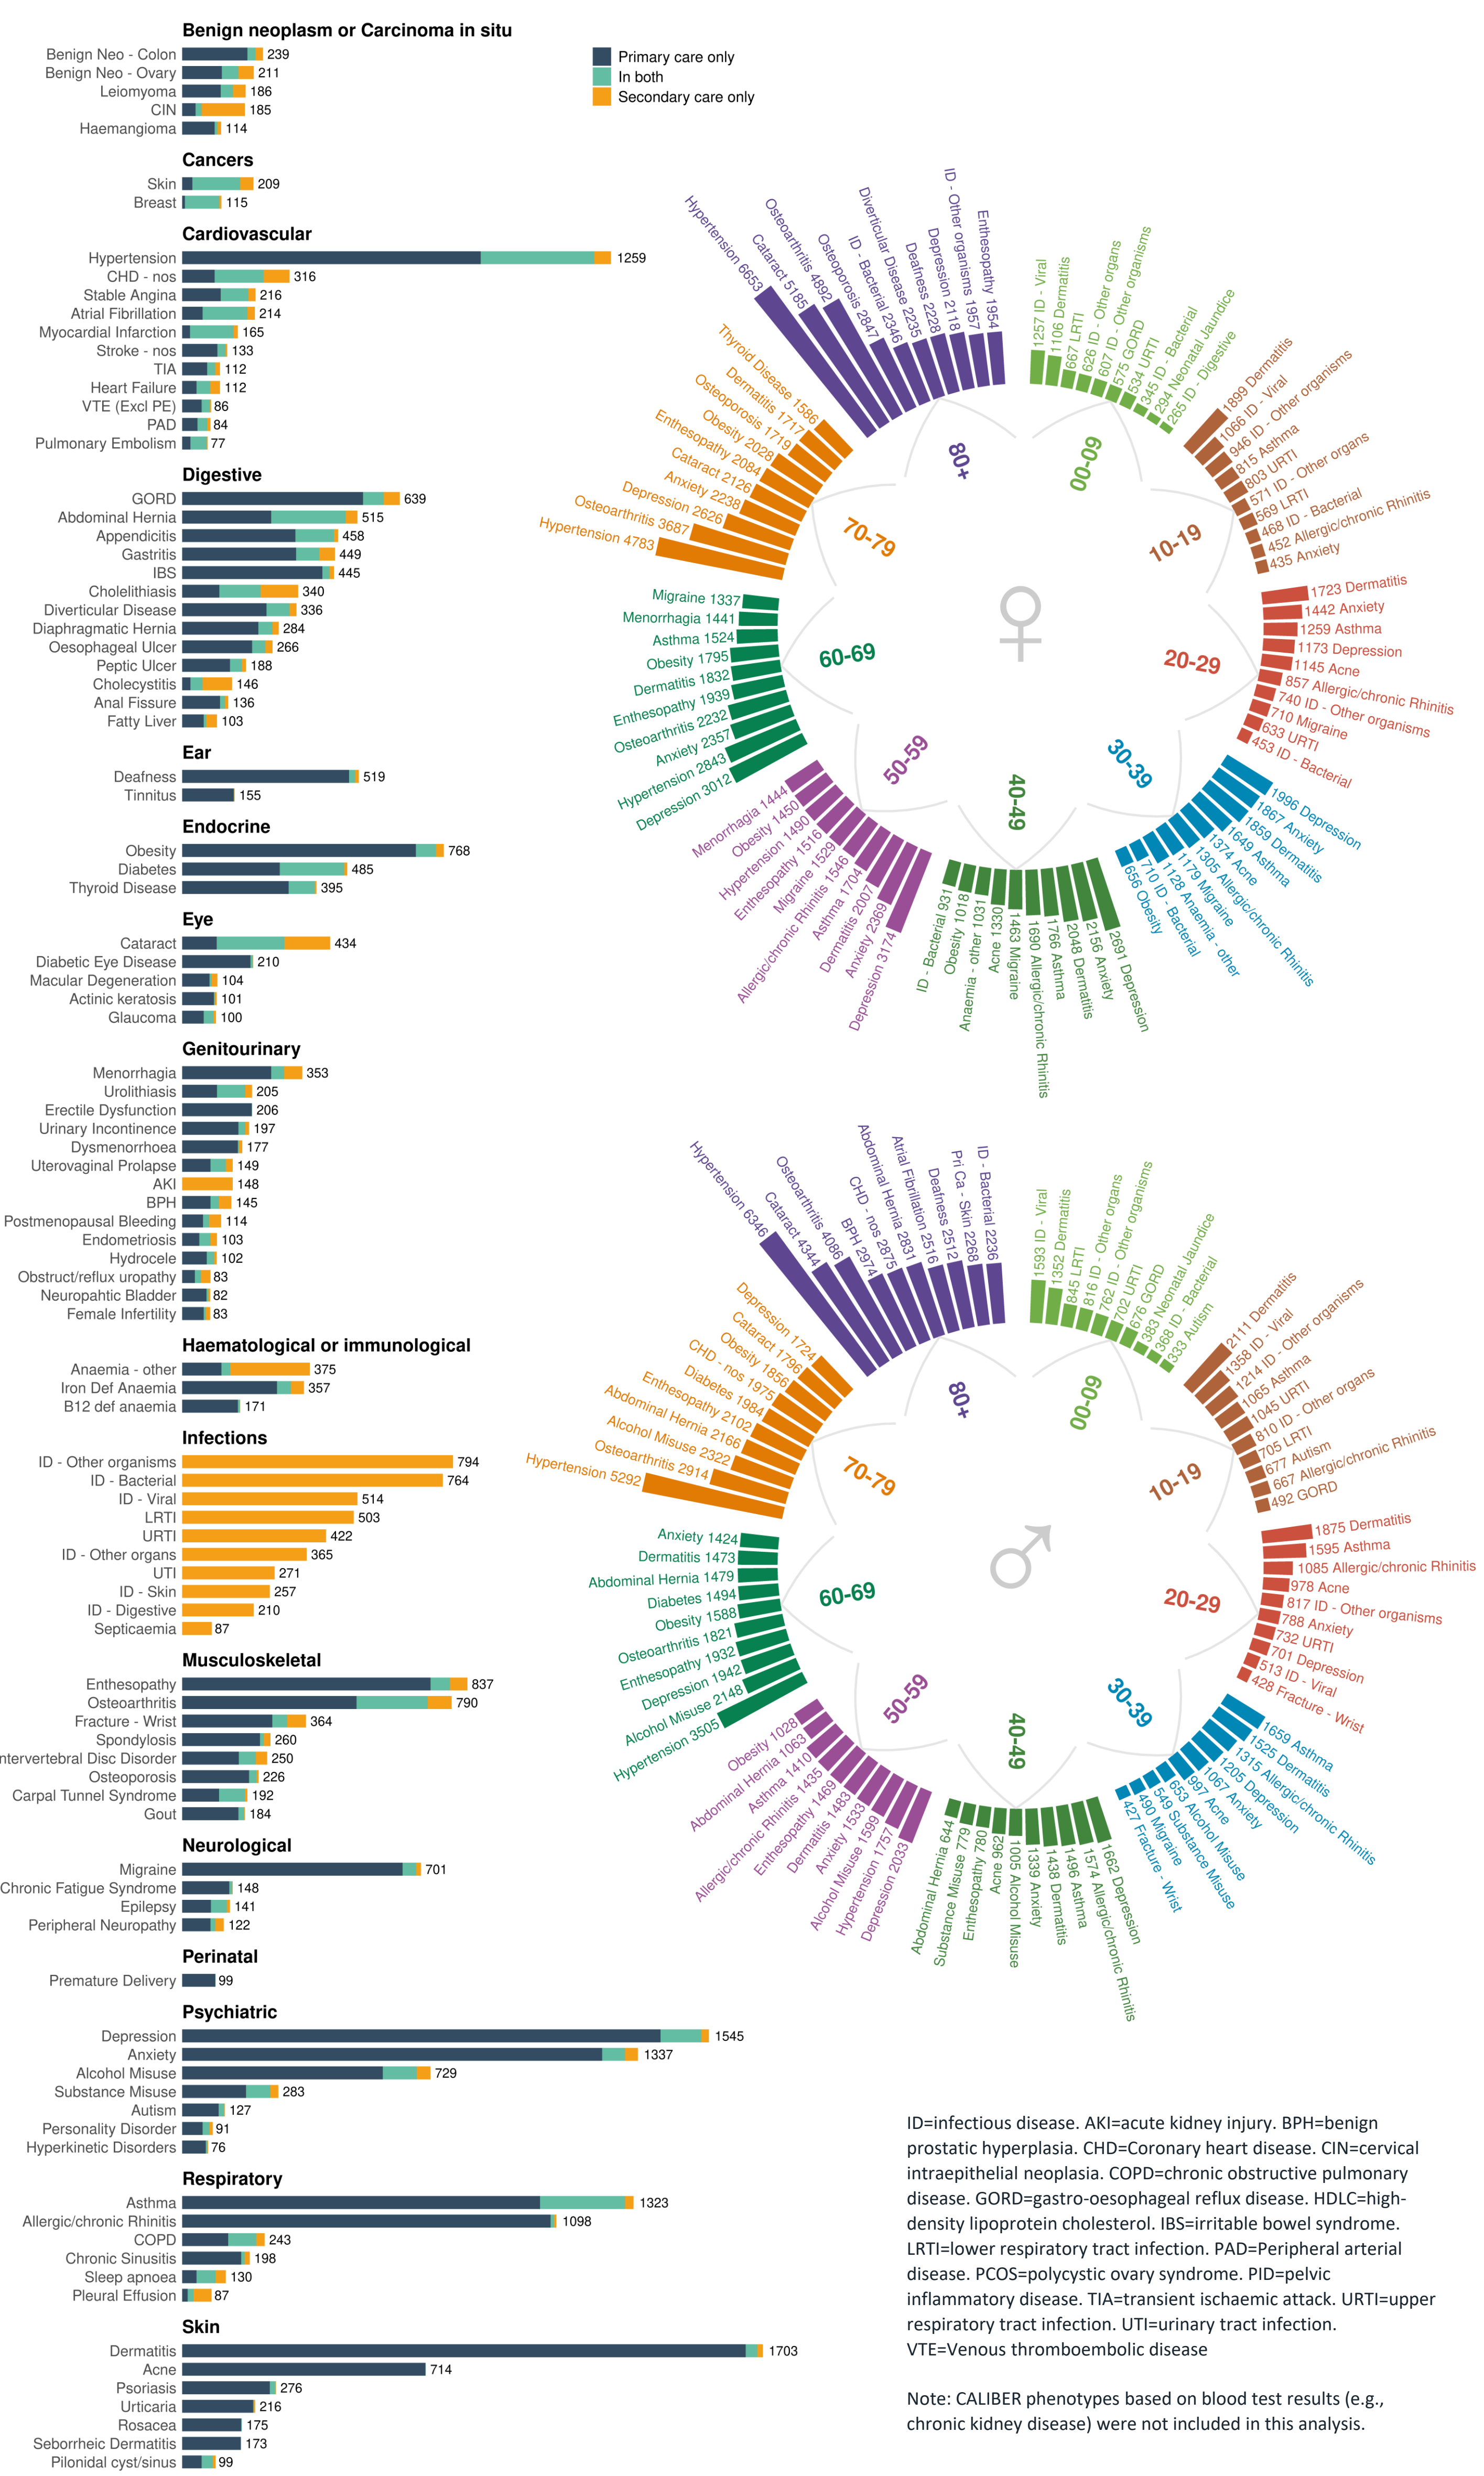 Benign neoplasm or Carcinoma in situ
Benign Neo - Colon 239
Benign Neo - Ovary 211
Leiomyoma 186
CIN 185
Haemangioma 114
Primary care only
In both
Secondary care only
Cancers
Skin 209
Breast 115
Cardiovascular
Hypertension 1259
CHD - nos 316
Stable Angina 216
Atrial Fibrillation 214
Myocardial Infarction 165
Stroke - nos 133
TIA 112
Heart Failure 112
VTE (Excl PE) 86
PAD 84
Pulmonary Embolism 77
Digestive
GORD 639
Abdominal Hernia 515
Appendicitis 458
Gastritis 449
IBS 445
Cholelithiasis 340
Diverticular Disease 336
Diaphragmatic Hernia 284
Oesophageal Ulcer 266
Peptic Ulcer 188
Cholecystitis 146
Anal Fissure 136
Fatty Liver 103
Ear
Deafness 519
Tinnitus 155
Endocrine
Obesity 768
Diabetes 485
Thyroid Disease 395
Eye
Cataract 434
Diabetic Eye Disease 210
Macular Degeneration 104
Actinic keratosis 101
Glaucoma 100
Genitourinary
Menorrhagia 353
Urolithiasis 205
Erectile Dysfunction 206
Urinary Incontinence 197
Dysmenorrhoea 177
Uterovaginal Prolapse 149
AKI 148
BPH 145
Postmenopausal Bleeding 114
Endometriosis 103
Hydrocele 102
Obstruct/reflux uropathy 83
Neuropahtic Bladder 82
Female Infertility 83
Haematological or immunological
Anaemia - other 375
Iron Def Anaemia 357
B12 def anaemia 171
Infections
ID - Other organisms 794
ID - Bacterial 764
ID - Viral 514
LRTI 503
URTI 422
ID - Other organs 365
UTI 271
ID - Skin 257
ID - Digestive 210
Septicaemia 87
Musculoskeletal
Enthesopathy 837
Osteoarthritis 790
Fracture - Wrist 364
Spondylosis 260
ntervertebral Disc Disorder 250
Osteoporosis 226
Carpal Tunnel Syndrome 192
Gout 184
Neurological
Migraine 701
Chronic Fatigue Syndrome 148
Epilepsy 141
Peripheral Neuropathy 122
Perinatal
Premature Delivery 99
Psychiatric
Depression 1545
Anxiety 1337
Alcohol Misuse 729
Substance Misuse 283
Autism 127
Personality Disorder 91
Hyperkinetic Disorders 76
Respiratory
Asthma 1323
Allergic/chronic Rhinitis 1098
COPD 243
Chronic Sinusitis 198
Sleep apnoea 130
Pleural Effusion 87
Skin
Dermatitis 1703
Acne 714
Psoriasis 276
Urticaria 216
Rosacea 175
Seborrheic Dermatitis 173
Pilonidal cyst/sinus 99
♀
00-09
1257 ID - Viral
1106 Dermatitis
667 LRTI
626 ID - Other organs
607 ID - Other organisms
575 GORD
534 URTI
345 ID - Bacterial
294 Neonatal Jaundice
265 ID - Digestive
10-19
1899 Dermatitis
1066 ID - Viral
946 ID - Other organisms
815 Asthma
803 URTI
571 ID - Other organs
569 LRTI
468 ID - Bacterial
452 Allergic/chronic Rhinitis
435 Anxiety
20-29
1723 Dermatitis
1442 Anxiety
1259 Asthma
1173 Depression
1145 Acne
857 Allergic/chronic Rhinitis
740 ID - Other organisms
710 Migraine
633 URTI
453 ID - Bacterial
30-39
1996 Depression
1867 Anxiety
1859 Dermatitis
1649 Asthma
1374 Acne
1305 Allergic/chronic Rhinitis
1179 Migraine
1128 Anaemia - other
710 ID - Bacterial
656 Obesity
40-49
2691 Depression
2156 Anxiety
2048 Dermatitis
1766 Asthma
1690 Allergic/chronic Rhinitis
1463 Migraine
Acne 1330
Anaemia - other 1031
Obesity 1018
ID - Bacterial 931
50-59
Depression 3174
Anxiety 2369
Dermatitis 2007
Asthma 1704
Allergic/chronic Rhinitis 1546
Migraine 1529
Enthesopathy 1516
Hypertension 1490
Obesity 1450
Menorrhagia 1444
60-69
Depression 3012
Hypertension 2843
Anxiety 2357
Osteoarthritis 2232
Enthesopathy 1939
Dermatitis 1832
Obesity 1795
Asthma 1524
Menorrhagia 1441
Migraine 1337
70-79
Hypertension 4783
Osteoarthritis 3687
Depression 2626
Anxiety 2238
Cataract 2126
Enthesopathy 2084
Obesity 2028
Osteoporosis 1719
Dermatitis 1717
Thyroid Disease 1586
80+
Hypertension 6653
Cataract 5185
Osteoarthritis 4892
Osteoporosis 2847
ID - Bacterial 2346
Diverticular Disease 2235
Deafness 2228
Depression 2118
ID - Other organisms 1957
Enthesopathy 1954
♂
00-09
1593 ID - Viral
1352 Dermatitis
845 LRTI
816 ID - Other organs
762 ID - Other organisms
702 URTI
676 GORD
383 Neonatal Jaundice
368 ID - Bacterial
333 Autism
10-19
2111 Dermatitis
1358 ID - Viral
1214 ID - Other organisms
1065 Asthma
1045 URTI
810 ID - Other organs
705 LRTI
677 Autism
667 Allergic/chronic Rhinitis
492 GORD
20-29
1875 Dermatitis
1595 Asthma
1085 Allergic/chronic Rhinitis
978 Acne
817 ID - Other organisms
788 Anxiety
732 URTI
701 Depression
513 ID - Viral
428 Fracture - Wrist
30-39
1659 Asthma
1525 Dermatitis
1315 Allergic/chronic Rhinitis
1205 Depression
1067 Anxiety
997 Acne
653 Alcohol Misuse
549 Substance Misuse
490 Migraine
427 Fracture - Wrist
40-49
1662 Depression
1574 Allergic/chronic Rhinitis
1496 Asthma
1438 Dermatitis
1339 Anxiety
1005 Alcohol Misuse
Acne 962
Enthesopathy 780
Substance Misuse 779
Abdominal Hernia 644
50-59
Depression 2033
Hypertension 1757
Alcohol Misuse 1599
Anxiety 1533
Dermatitis 1483
Enthesopathy 1469
Allergic/chronic Rhinitis 1435
Asthma 1410
Abdominal Hernia 1063
Obesity 1028
60-69
Hypertension 3505
Alcohol Misuse 2148
Depression 1942
Enthesopathy 1932
Osteoarthritis 1821
Obesity 1588
Diabetes 1494
Abdominal Hernia 1479
Dermatitis 1473
Anxiety 1424
70-79
Hypertension 5292
Osteoarthritis 2914
Alcohol Misuse 2322
Abdominal Hernia 2166
Enthesopathy 2102
Diabetes 1984
CHD - nos 1975
Obesity 1856
Cataract 1796
Depression 1724
80+
Hypertension 6346
Cataract 4344
Osteoarthritis 4086
BPH 2974
CHD - nos 2875
Abdominal Hernia 2831
Atrial Fibrillation 2516
Deafness 2512
Pri Ca - Skin 2268
ID - Bacterial 2236
ID=infectious disease. AKI=acute kidney injury. BPH=benign
prostatic hyperplasia. CHD=Coronary heart disease. CIN=cervical
intraepithelial neoplasia. COPD=chronic obstructive pulmonary
disease. GORD=gastro-oesophageal reflux disease. HDLC=high-
density lipoprotein cholesterol. IBS=irritable bowel syndrome.
LRTI=lower respiratory tract infection. PAD=Peripheral arterial
disease. PCOS=polycystic ovary syndrome. PID=pelvic
inflammatory disease. TIA=transient ischaemic attack. URTI=upper
respiratory tract infection. UTI=urinary tract infection.
VTE=Venous thromboembolic disease
Note: CALIBER phenotypes based on blood test results (e.g.,
chronic kidney disease) were not included in this analysis.